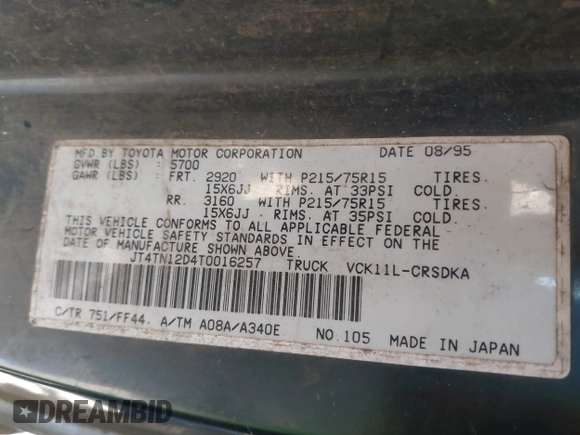 MFD BY TOYOTA MOTOR CORPORATION DATE 08/95
GVWR (LBS) : 5700
GAWR (LBS) : FRT. 2920 WITH P215/75R15 TIRES.
15X6JJ . RIMS. AT 33PSI COLD.
RR. 3160 WITH P215/75R15 TIRES.
15X6JJ . RIMS. AT 35PSI COLD.
THIS VEHICLE CONFORMS TO ALL APPLICABLE FEDERAL
MOTOR VEHICLE SAFETY STANDARDS IN EFFECT ON THE
DATE OF MANUFACTURE SHOWN ABOVE.
JT4TN12D4T0016257 TRUCK VCK11L-CRSDKA
C/TR 751/FF44. A/TM A08A/A340E NO.105 MADE IN JAPAN
DREAMBID